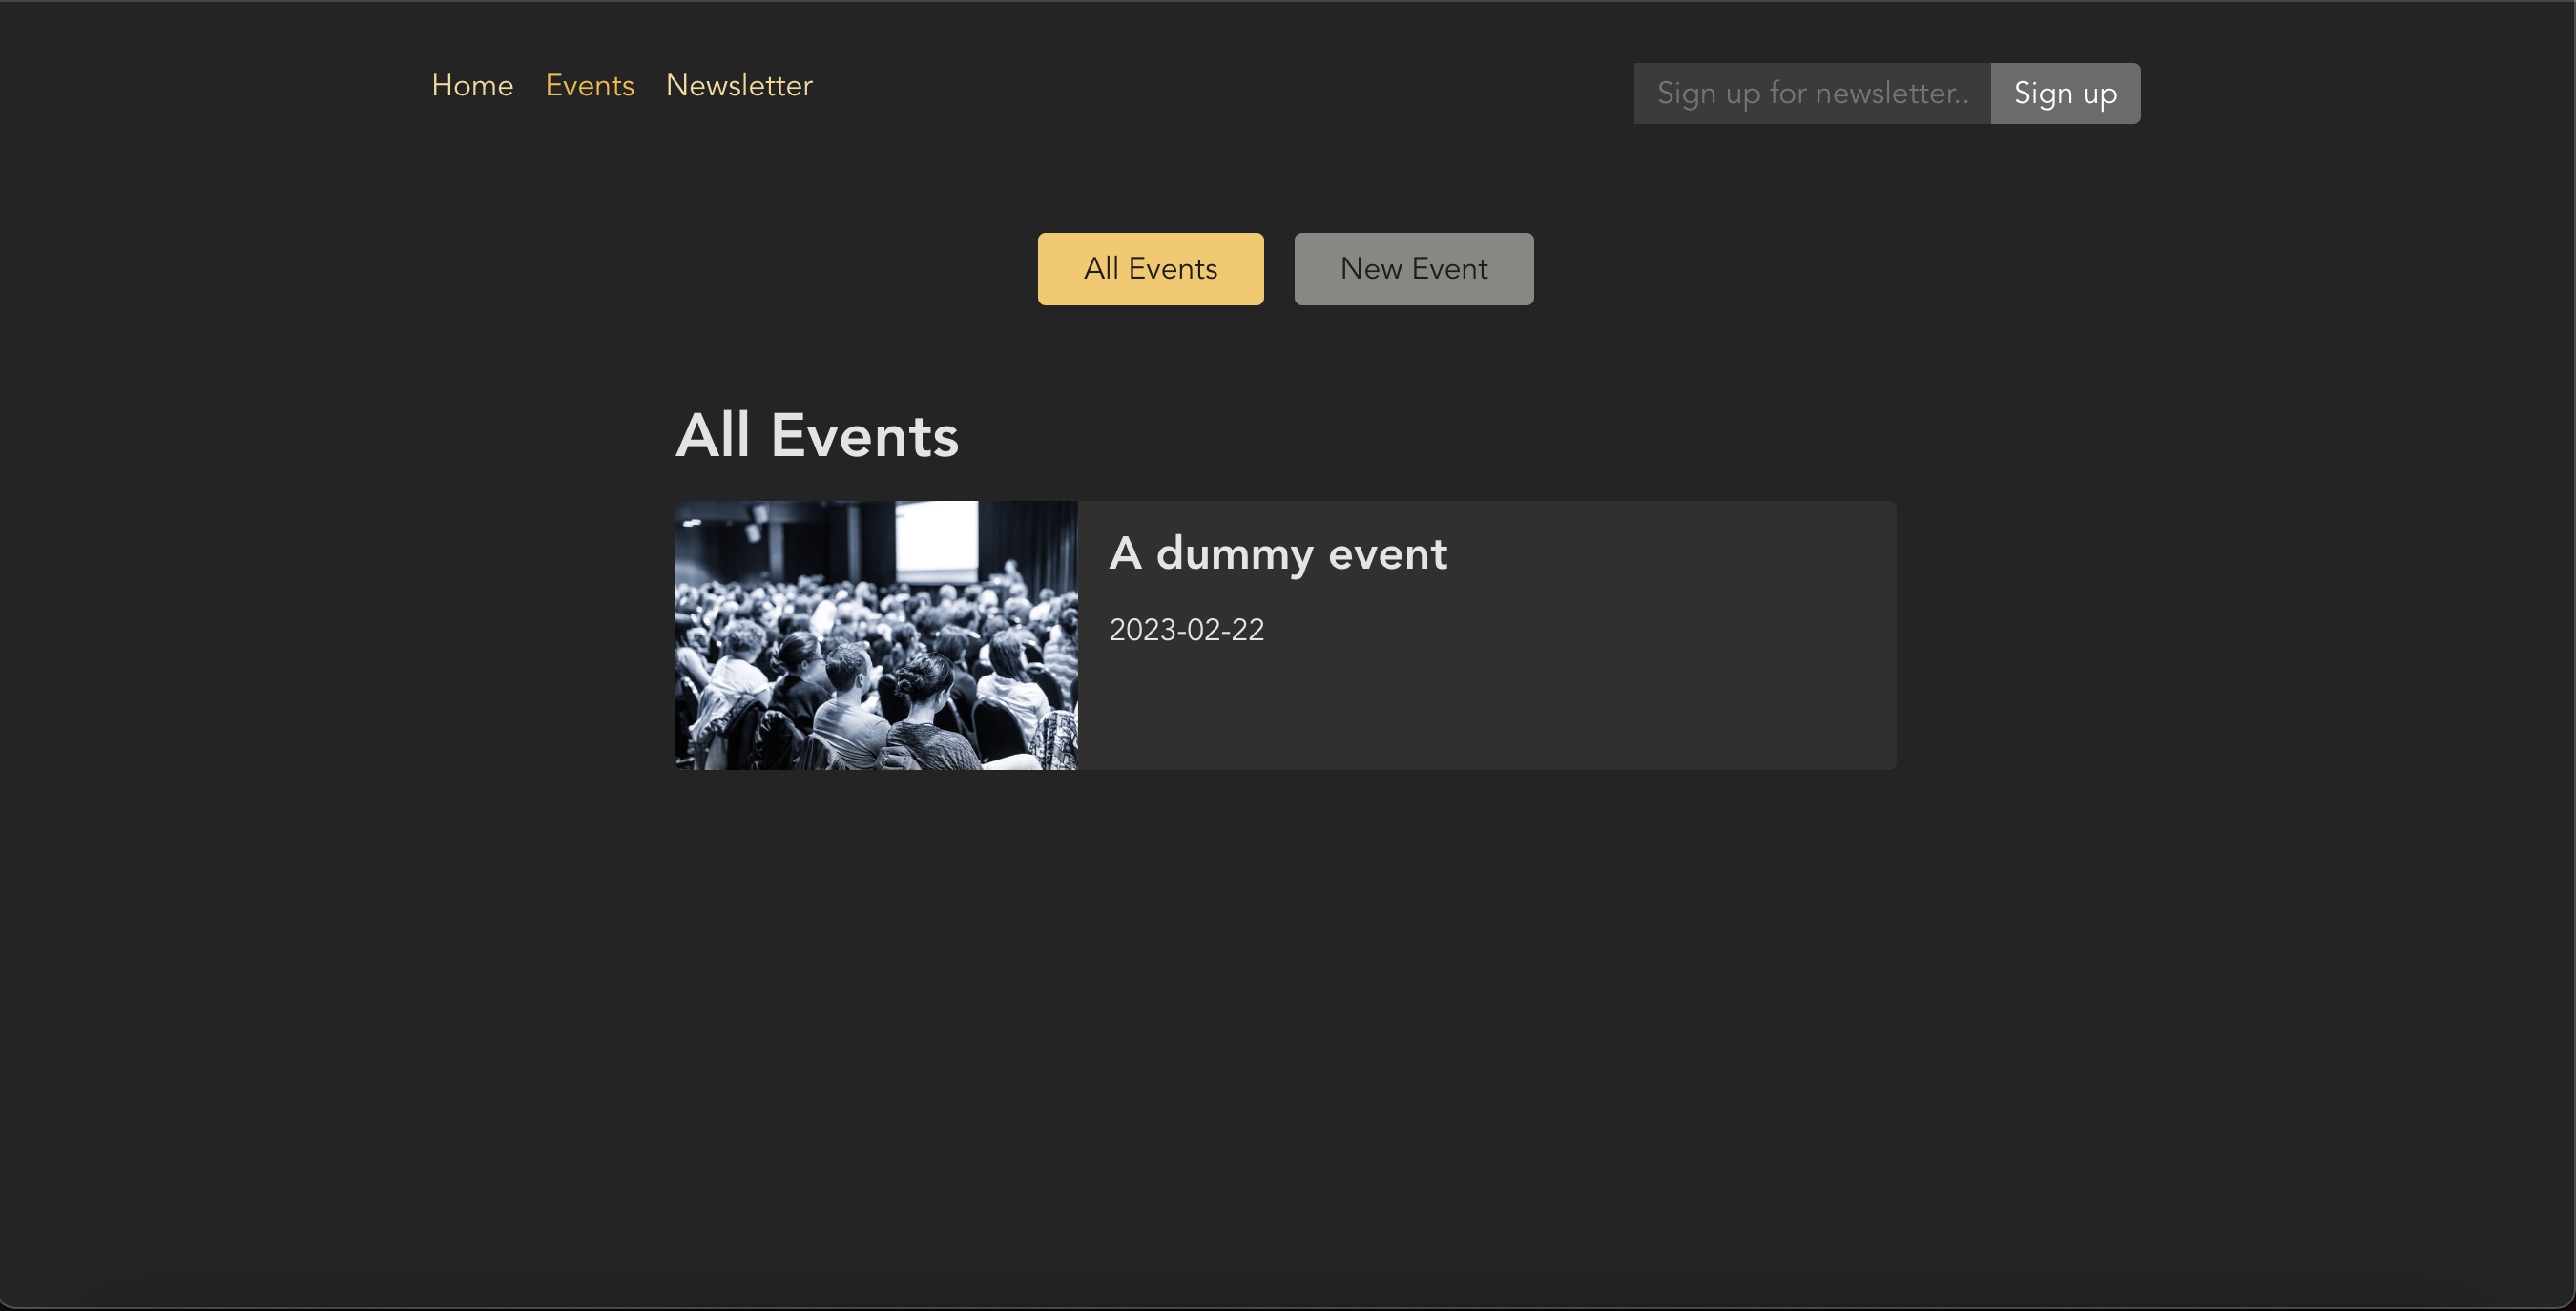 Home Events Newsletter
Sign up for newsletter.. Sign up
All Events New Event
All Events
A dummy event
2023-02-22